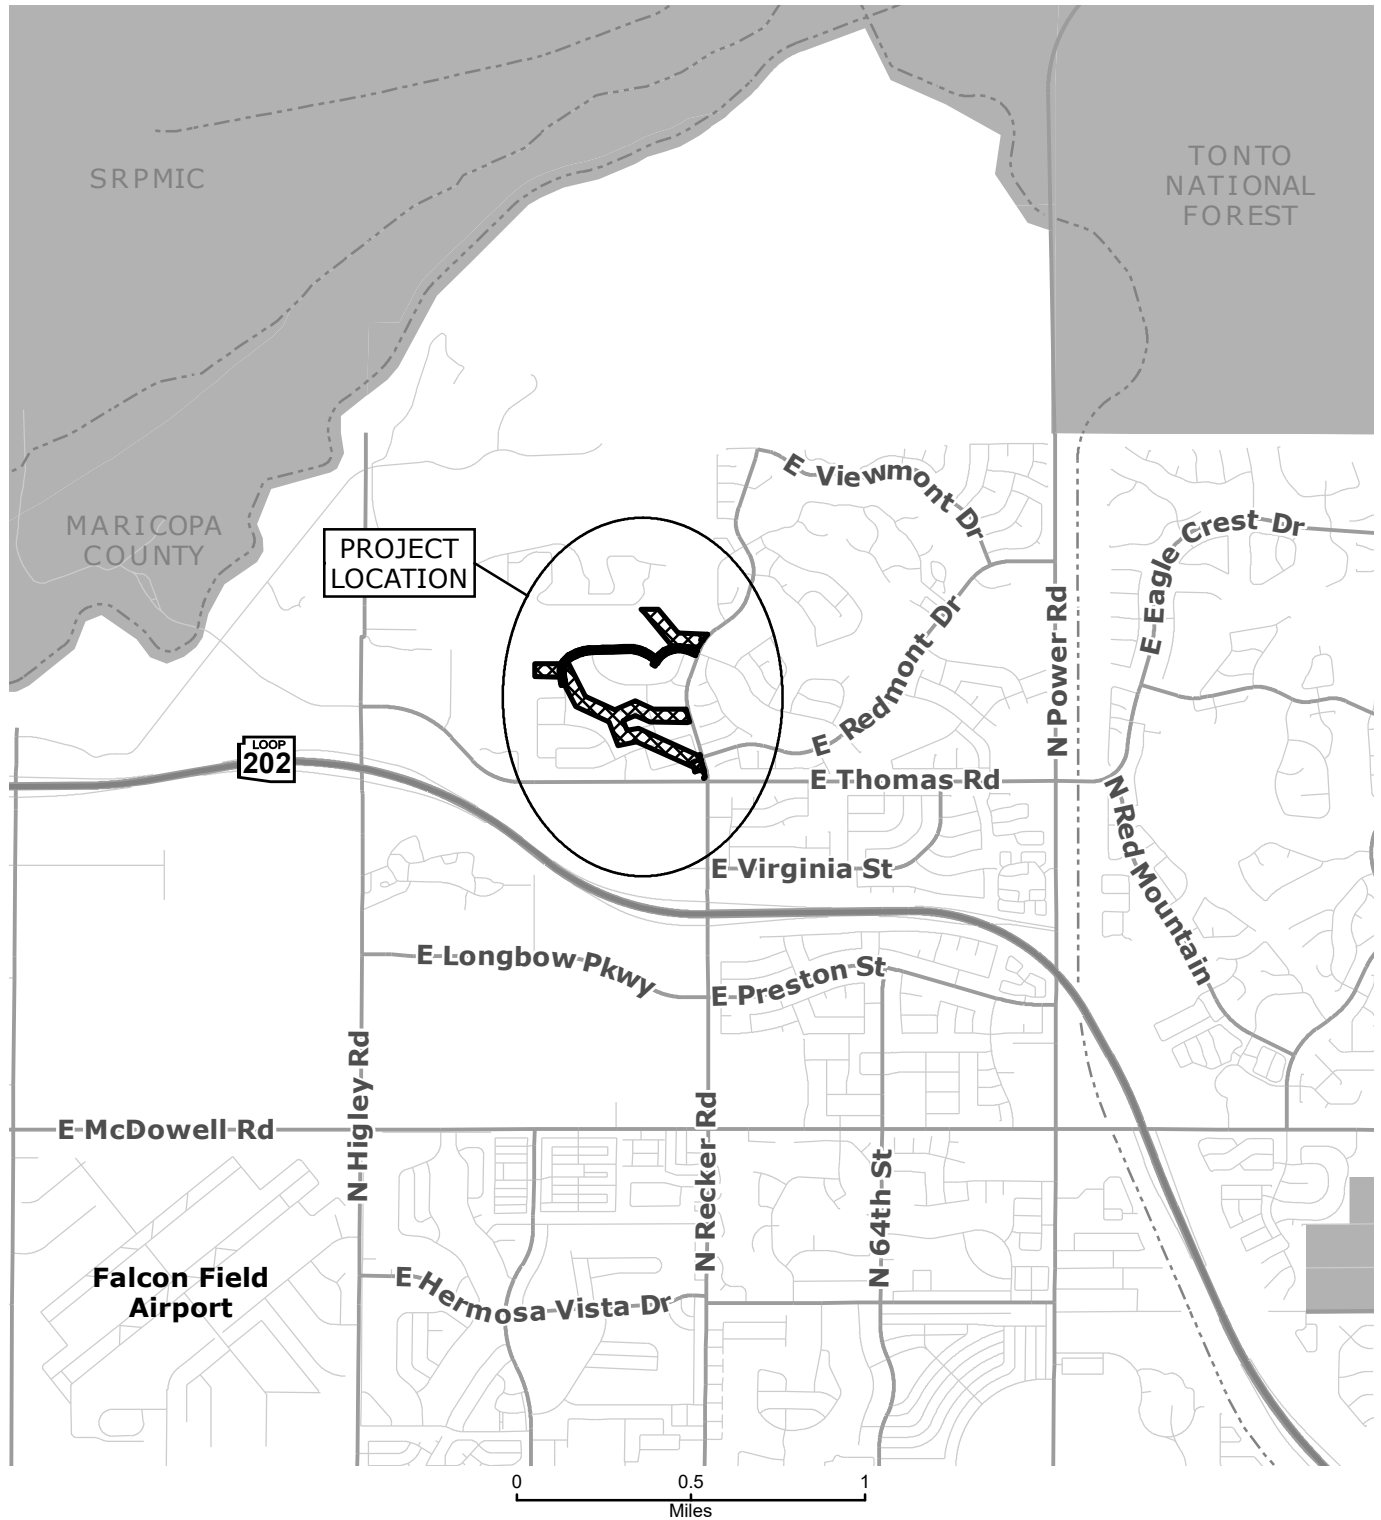 TONTO
NATIONAL
FOREST
SRPMIC
E Viewmont Dr
MARICOPA
COUNTY
E Eagle Crest Dr
PROJECT
LOCATION
E Redmont Dr
N Power Rd
LOOP
202
E Thomas Rd
N Red Mountain
E Virginia St
E Longbow Pkwy
E Preston St
N Higley Rd
E McDowell Rd
N Recker Rd
N 64th St
Falcon Field
Airport
E Hermosa Vista Dr
0 0.5 1
Miles